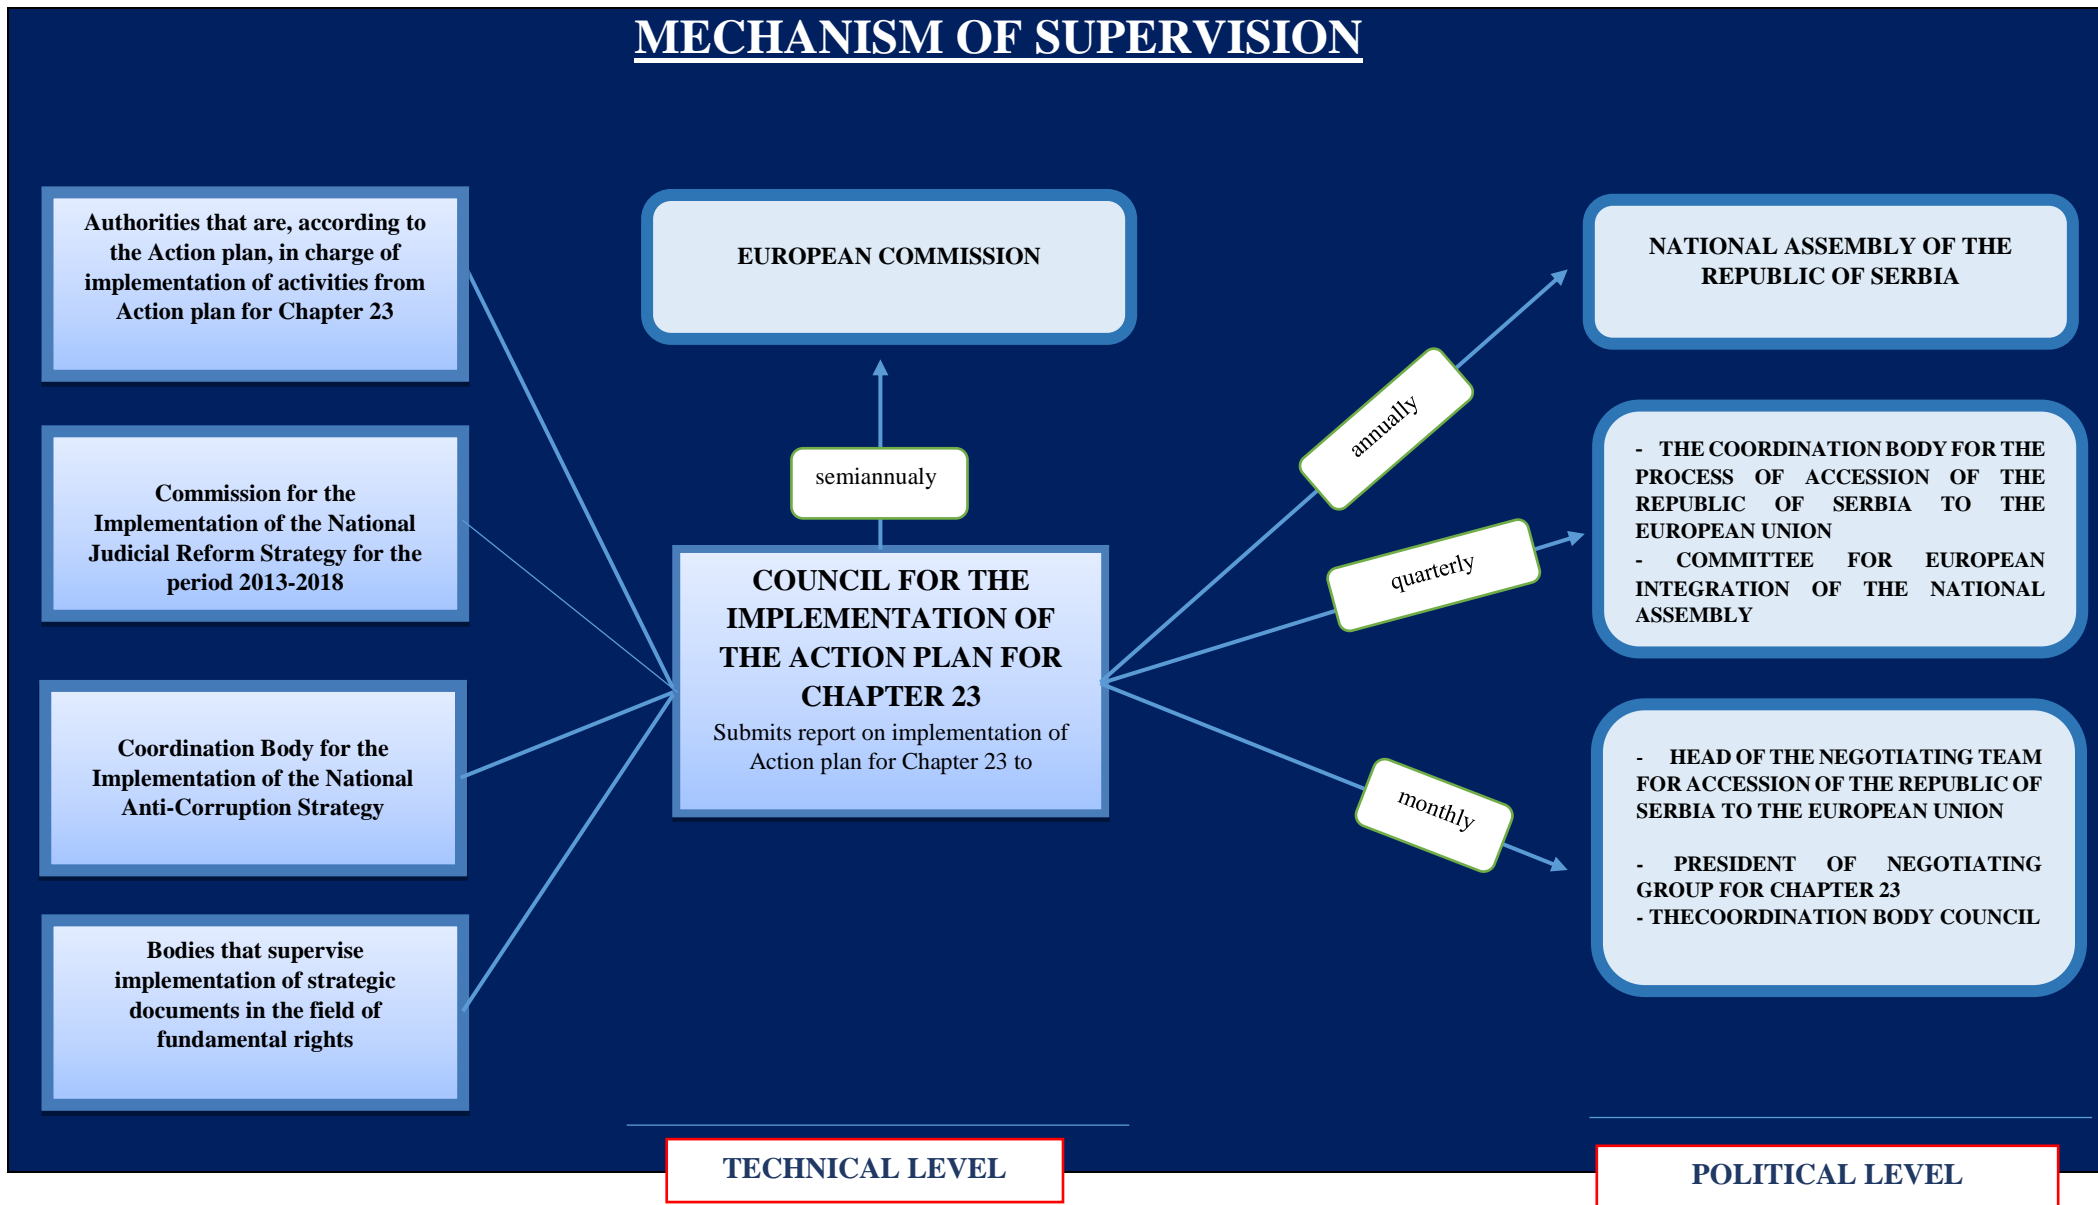 MECHANISM OF SUPERVISION
Authorities that are, according to
the Action plan, in charge of
implementation of activities from
Action plan for Chapter 23
Commission for the
Implementation of the National
Judicial Reform Strategy for the
period 2013-2018
Coordination Body for the
Implementation of the National
Anti-Corruption Strategy
Bodies that supervise
implementation of strategic
documents in the field of
fundamental rights
EUROPEAN COMMISSION
semiannualy
COUNCIL FOR THE
IMPLEMENTATION OF
THE ACTION PLAN FOR
CHAPTER 23
Submits report on implementation of
Action plan for Chapter 23 to
annually
quarterly
monthly
NATIONAL ASSEMBLY OF THE
REPUBLIC OF SERBIA
- THE COORDINATION BODY FOR THE
PROCESS OF ACCESSION OF THE
REPUBLIC OF SERBIA TO THE
EUROPEAN UNION
- COMMITTEE FOR EUROPEAN
INTEGRATION OF THE NATIONAL
ASSEMBLY
- HEAD OF THE NEGOTIATING TEAM
FOR ACCESSION OF THE REPUBLIC OF
SERBIA TO THE EUROPEAN UNION
- PRESIDENT OF NEGOTIATING
GROUP FOR CHAPTER 23
- THECOORDINATION BODY COUNCIL
TECHNICAL LEVEL
POLITICAL LEVEL